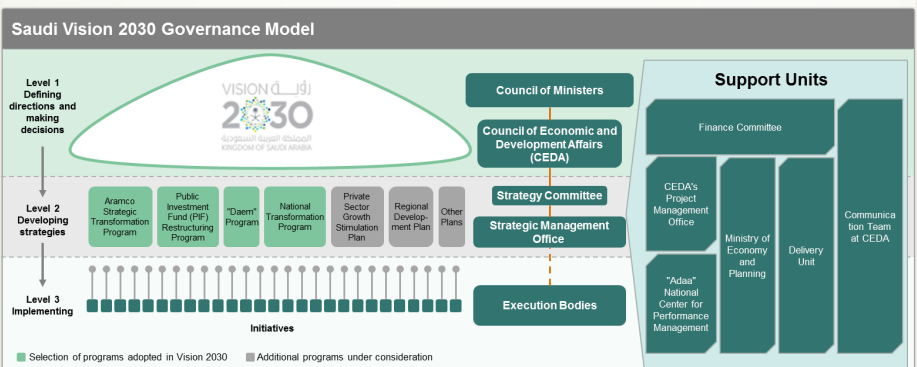 Saudi Vision 2030 Governance Model
Level 1
Defining
directions and
making
decisions
VISION رؤيـــة
2030
المملكة العربية السعودية
KINGDOM OF SAUDI ARABIA
Council of Ministers
Council of Economic and
Development Affairs
(CEDA)
Level 2
Developing
strategies
Aramco
Strategic
Transformation
Program
Public
Investment
Fund (PIF)
Restructuring
Program
"Daem"
Program
National
Transformation
Program
Private
Sector
Growth
Stimulation
Plan
Regional
Develop-
ment Plan
Other
Plans
Strategy Committee
Strategic Management
Office
Level 3
Implementing
Initiatives
Execution Bodies
Selection of programs adopted in Vision 2030
Additional programs under consideration
Support Units
Finance Committee
CEDA's
Project
Management
Office
"Adaa"
National
Center for
Performance
Management
Ministry of
Economy
and
Planning
Delivery
Unit
Communica
tion Team
at CEDA